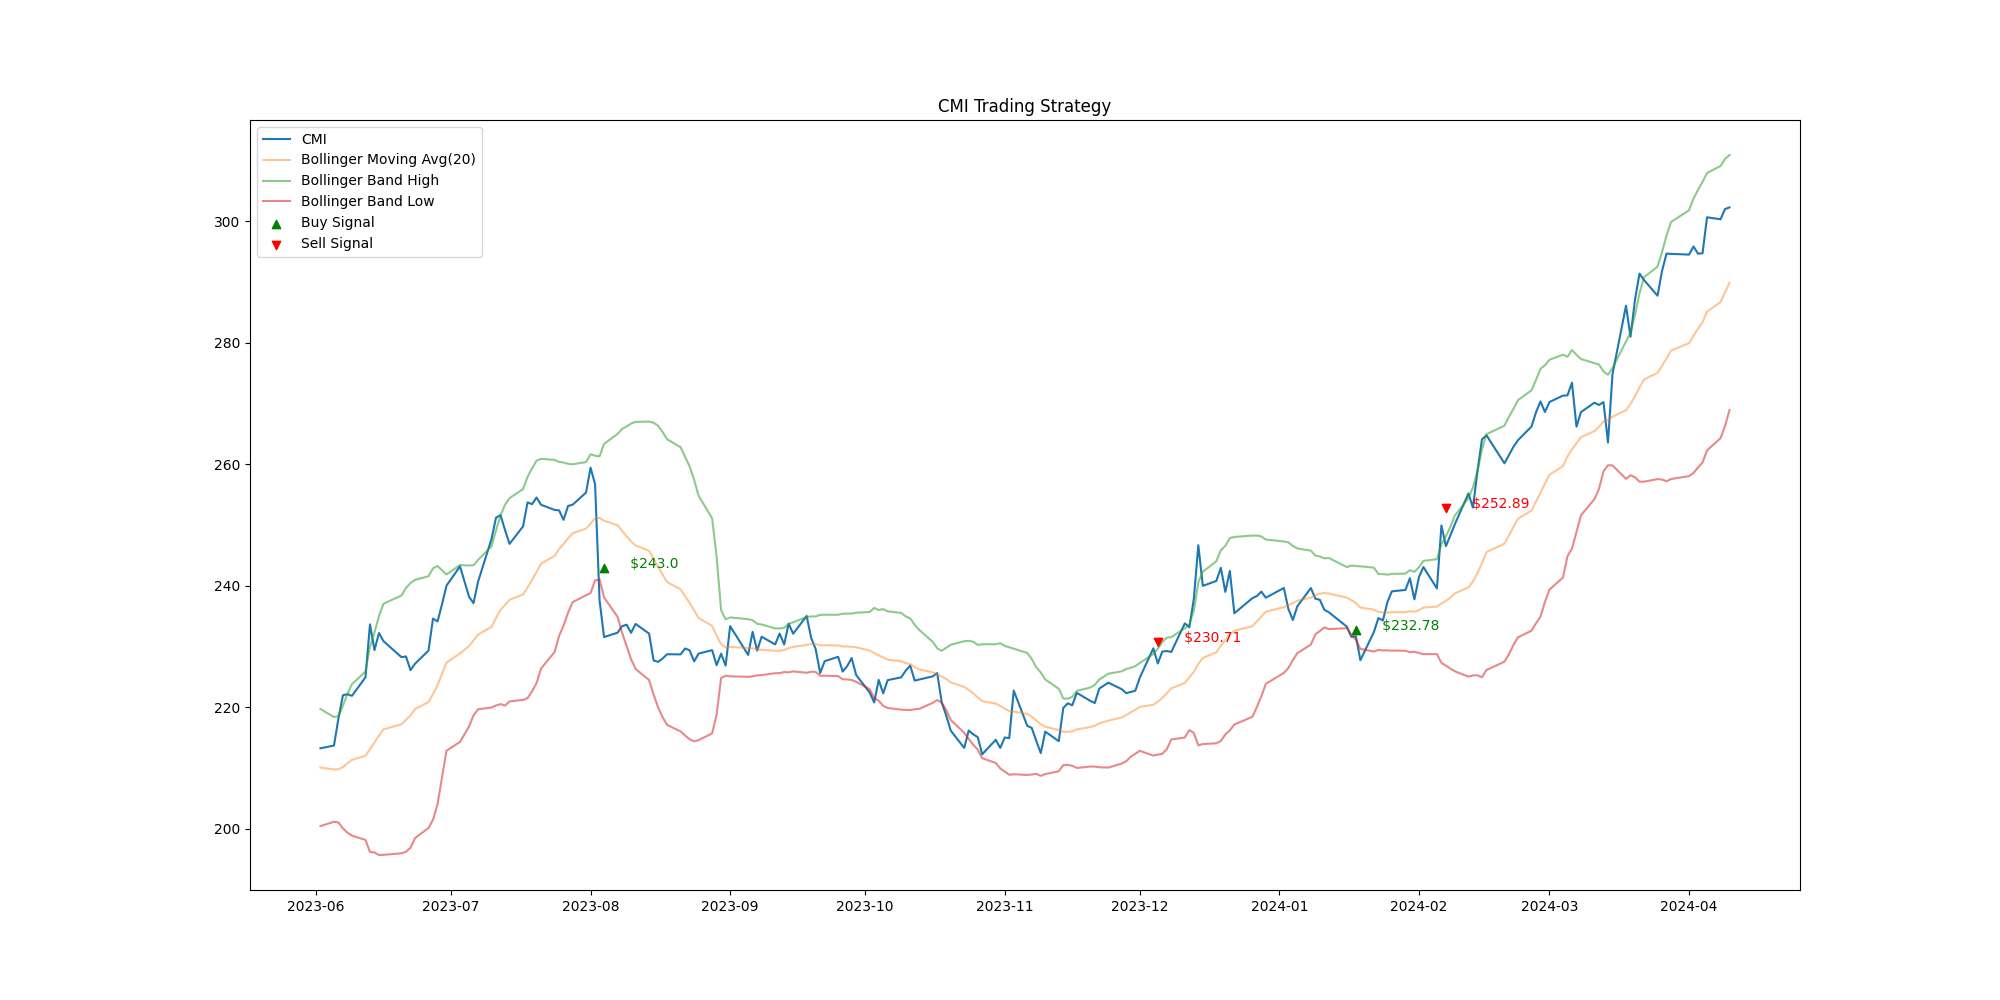 CMI Trading Strategy
CMI
Bollinger Moving Avg(20)
Bollinger Band High
Bollinger Band Low
Buy Signal
Sell Signal
300
280
260
240
220
200
$243.0
$230.71
$232.78
$252.89
2023-06 2023-07 2023-08 2023-09 2023-10 2023-11 2023-12 2024-01 2024-02 2024-03 2024-04